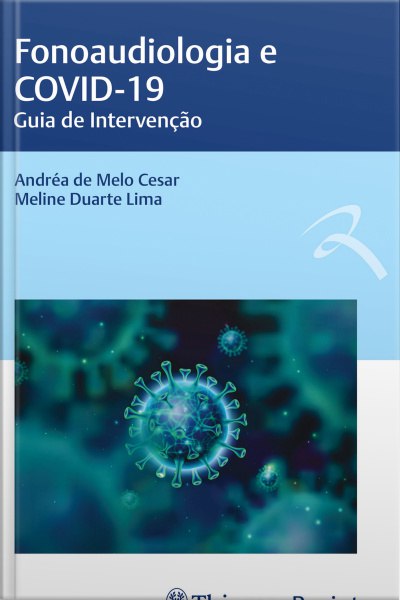 Fonoaudiologia e
COVID-19
Guia de Intervenção
Andréa de Melo Cesar
Meline Duarte Lima